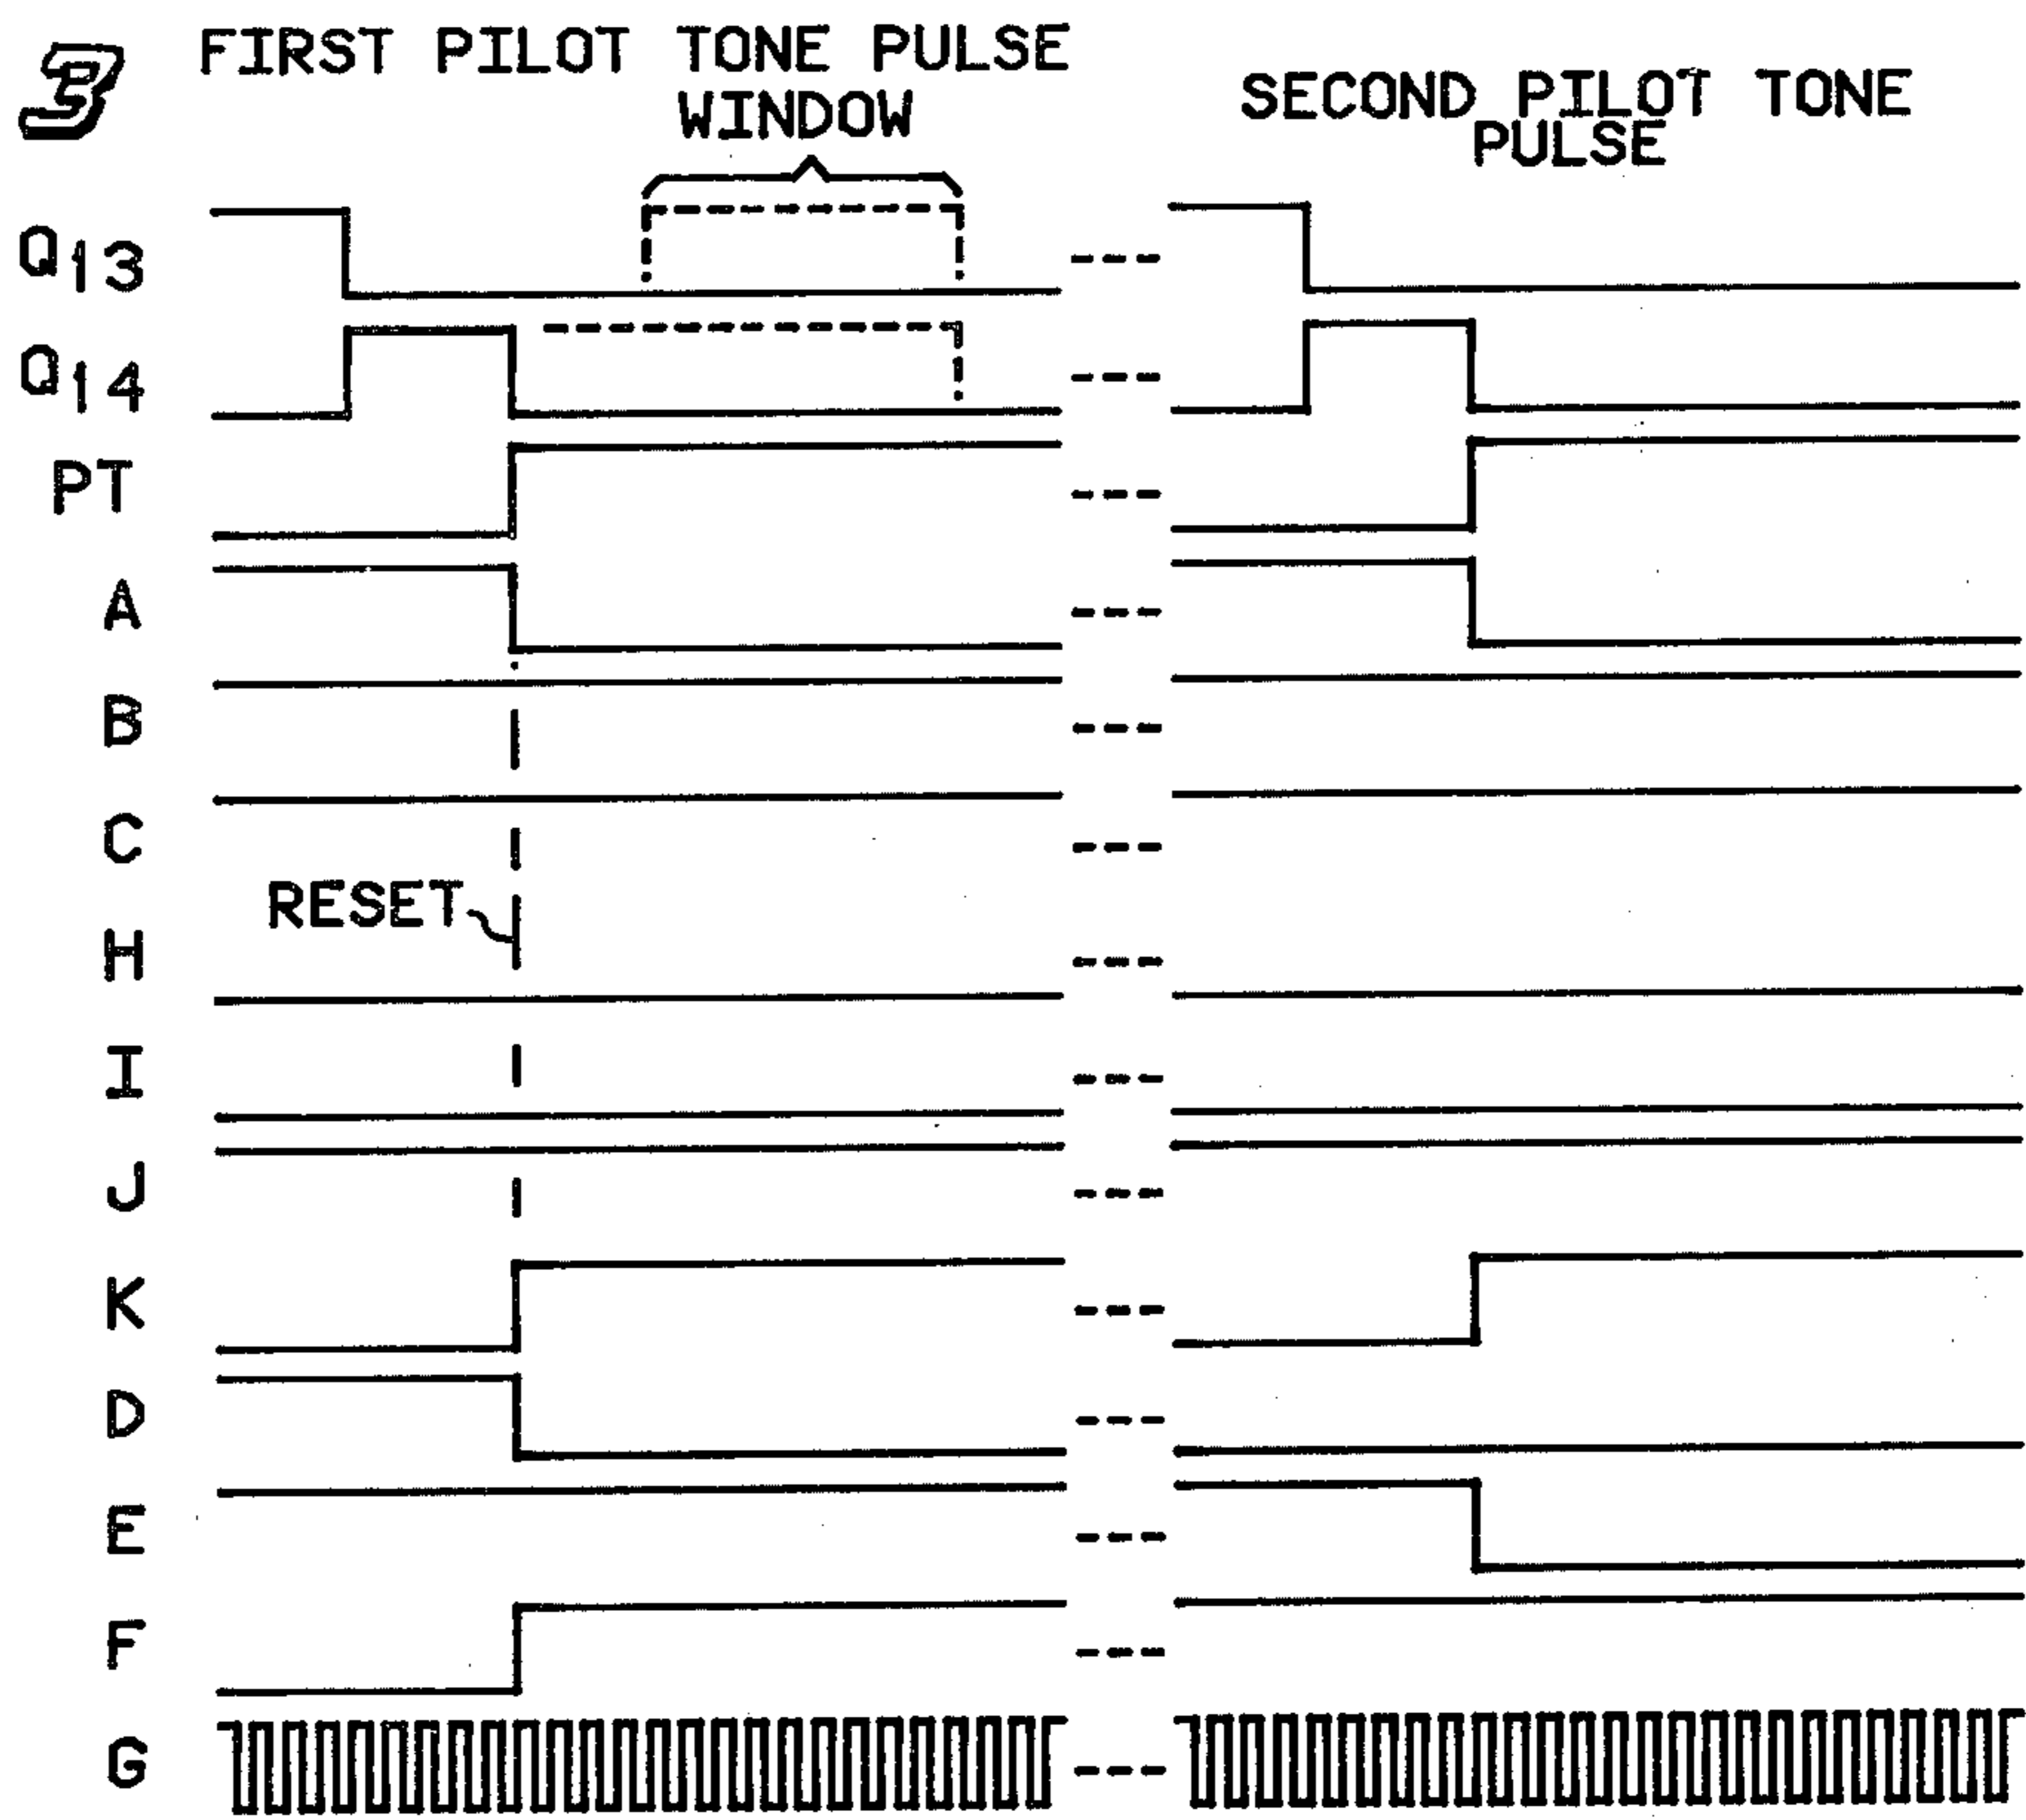 3
FIRST PILOT TONE PULSE
WINDOW
SECOND PILOT TONE
PULSE
Q13
Q14
PT
A
B
C
RESET
H
I
J
K
D
E
F
G